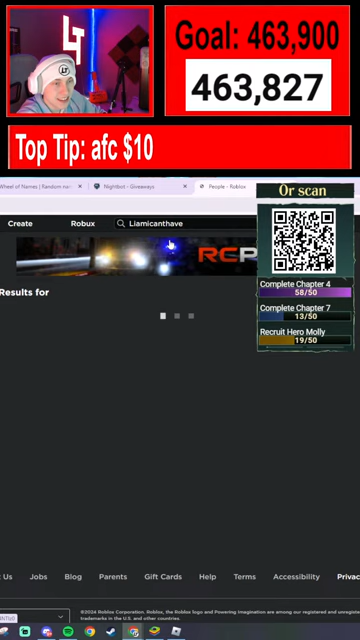 LT
Goal: 463,900
463,827
Top Tip: afc $10
Wheel of Names | Random na
Nightbot - Giveaways
People - Roblox
Or scan
Create
Robux
Liamicanthave
RCP
Results for
Complete Chapter 4
58/50
Complete Chapter 7
13/50
Recruit Hero Molly
19/50
t Us
Jobs
Blog
Parents
Gift Cards
Help
Terms
Accessibility
Privac
©2024 Roblox Corporation. Roblox, the Roblox logo and Powering Imagination are among our registered and unregiste
trademarks in the U.S. and other countries.